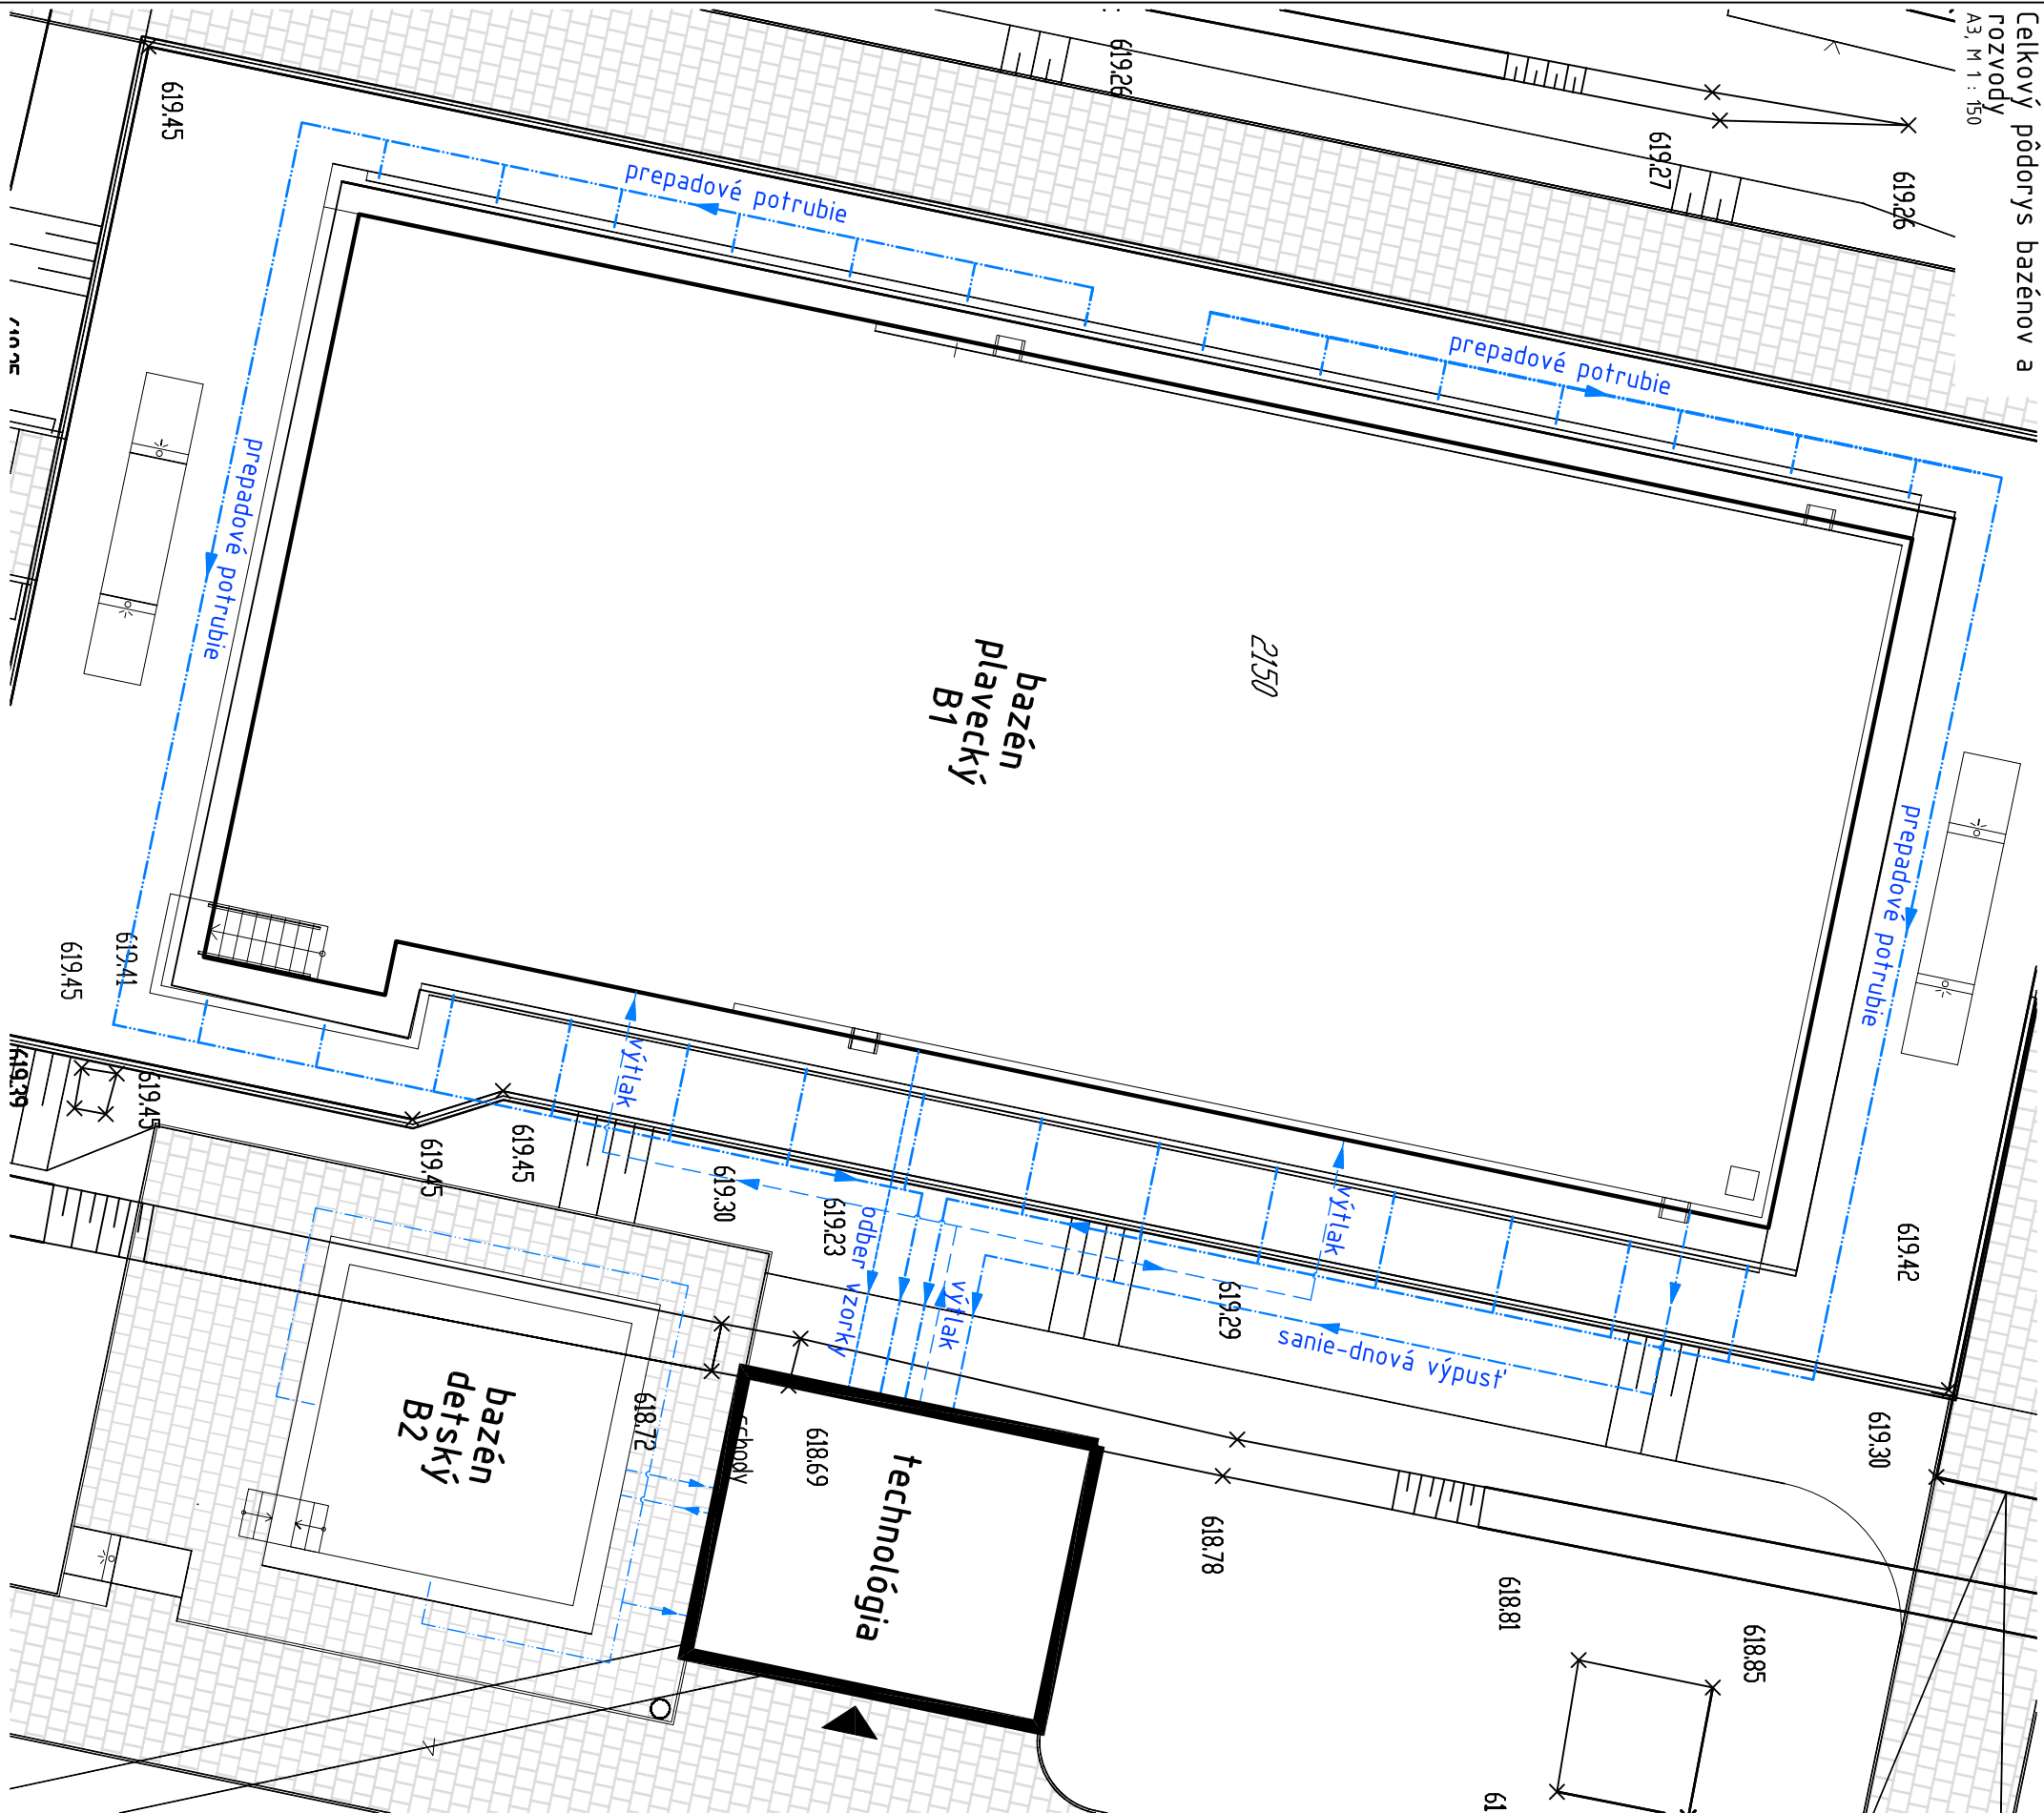 Celkový pôdorys bazénov a
rozvody
A3, M 1 : 150
619.26
619.27
619.26
619.45
prepadové potrubie
prepadové potrubie
prepadové potrubie
prepadové potrubie
2150
bazén
plavecký
B1
619.41
619.45
619.39
619.45
619.45
619.45
619.30
619.23
619.29
619.42
619.30
výtlak
výtlak
výtlak
odber vzorky
sanie-dnová výpusť
bazén
detský
B2
618.72
schody
618.69
technológia
618.78
618.81
618.85